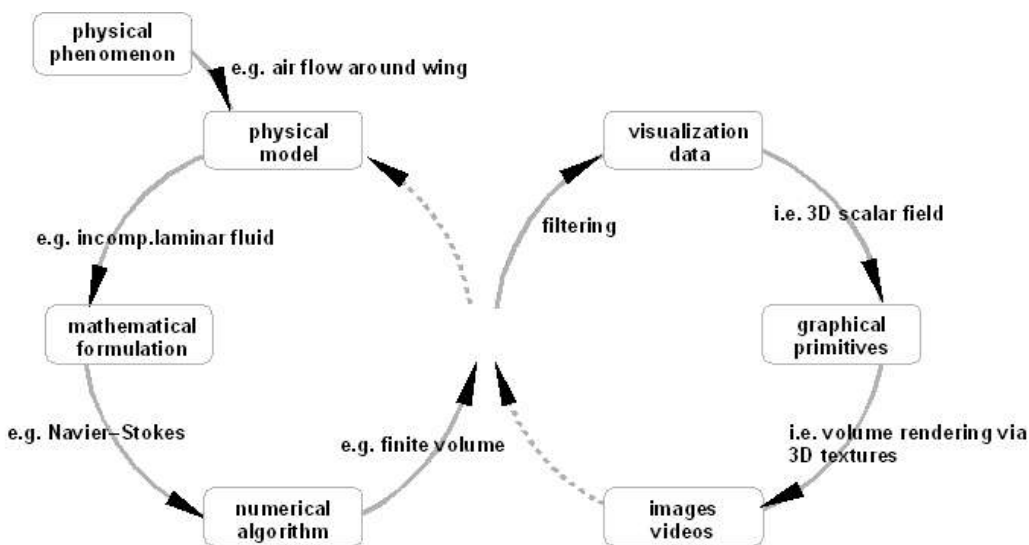 physical
phenomenon
e.g. air flow around wing
physical
model
visualization
data
filtering
i.e. 3D scalar field
e.g. incomp.laminar fluid
mathematical
formulation
graphical
primitives
e.g. Navier–Stokes
e.g. finite volume
i.e. volume rendering via
3D textures
numerical
algorithm
images
videos